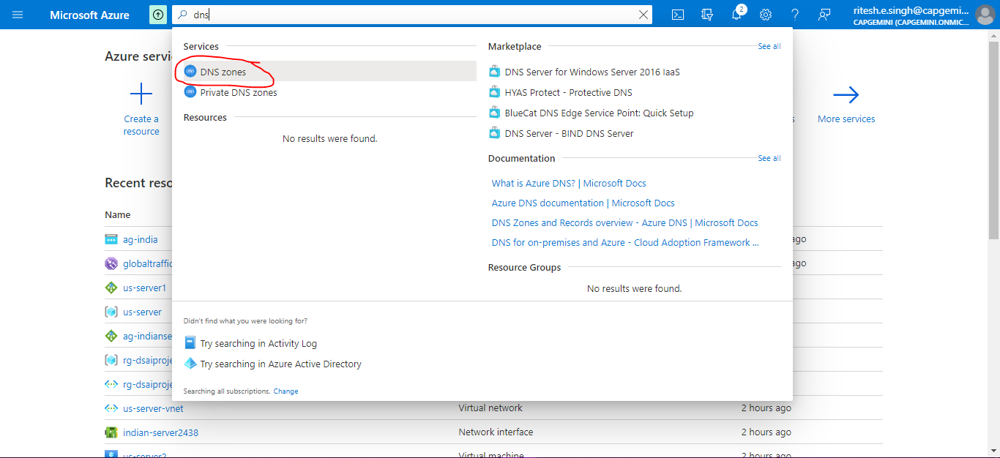 Microsoft Azure
dns
2
ritesh.e.singh@capgemini...
CAPGEMINI (CAPGEMINI.ONMIC...
Azure servi
Create a
resource
More services
Recent reso
Name
Services
DNS DNS zones
DNS Private DNS zones
Resources
No results were found.
Marketplace
See all
DNS Server for Windows Server 2016 IaaS
HYAS Protect - Protective DNS
BlueCat DNS Edge Service Point: Quick Setup
DNS Server - BIND DNS Server
Documentation
See all
What is Azure DNS? | Microsoft Docs
Azure DNS documentation | Microsoft Docs
DNS Zones and Records overview - Azure DNS | Microsoft Docs
DNS for on-premises and Azure - Cloud Adoption Framework ...
Resource Groups
No results were found.
Didn't find what you were looking for?
Try searching in Activity Log
Try searching in Azure Active Directory
Searching all subscriptions. Change
ag-india ago
globaltraffic ago
us-server1
us-server
ag-indianse
rg-dsaiproje
rg-dsaiproje
us-server-vnet Virtual network 2 hours ago
indian-server2438 Network interface 2 hours ago
us-server2 Virtual machine 2 hours ago